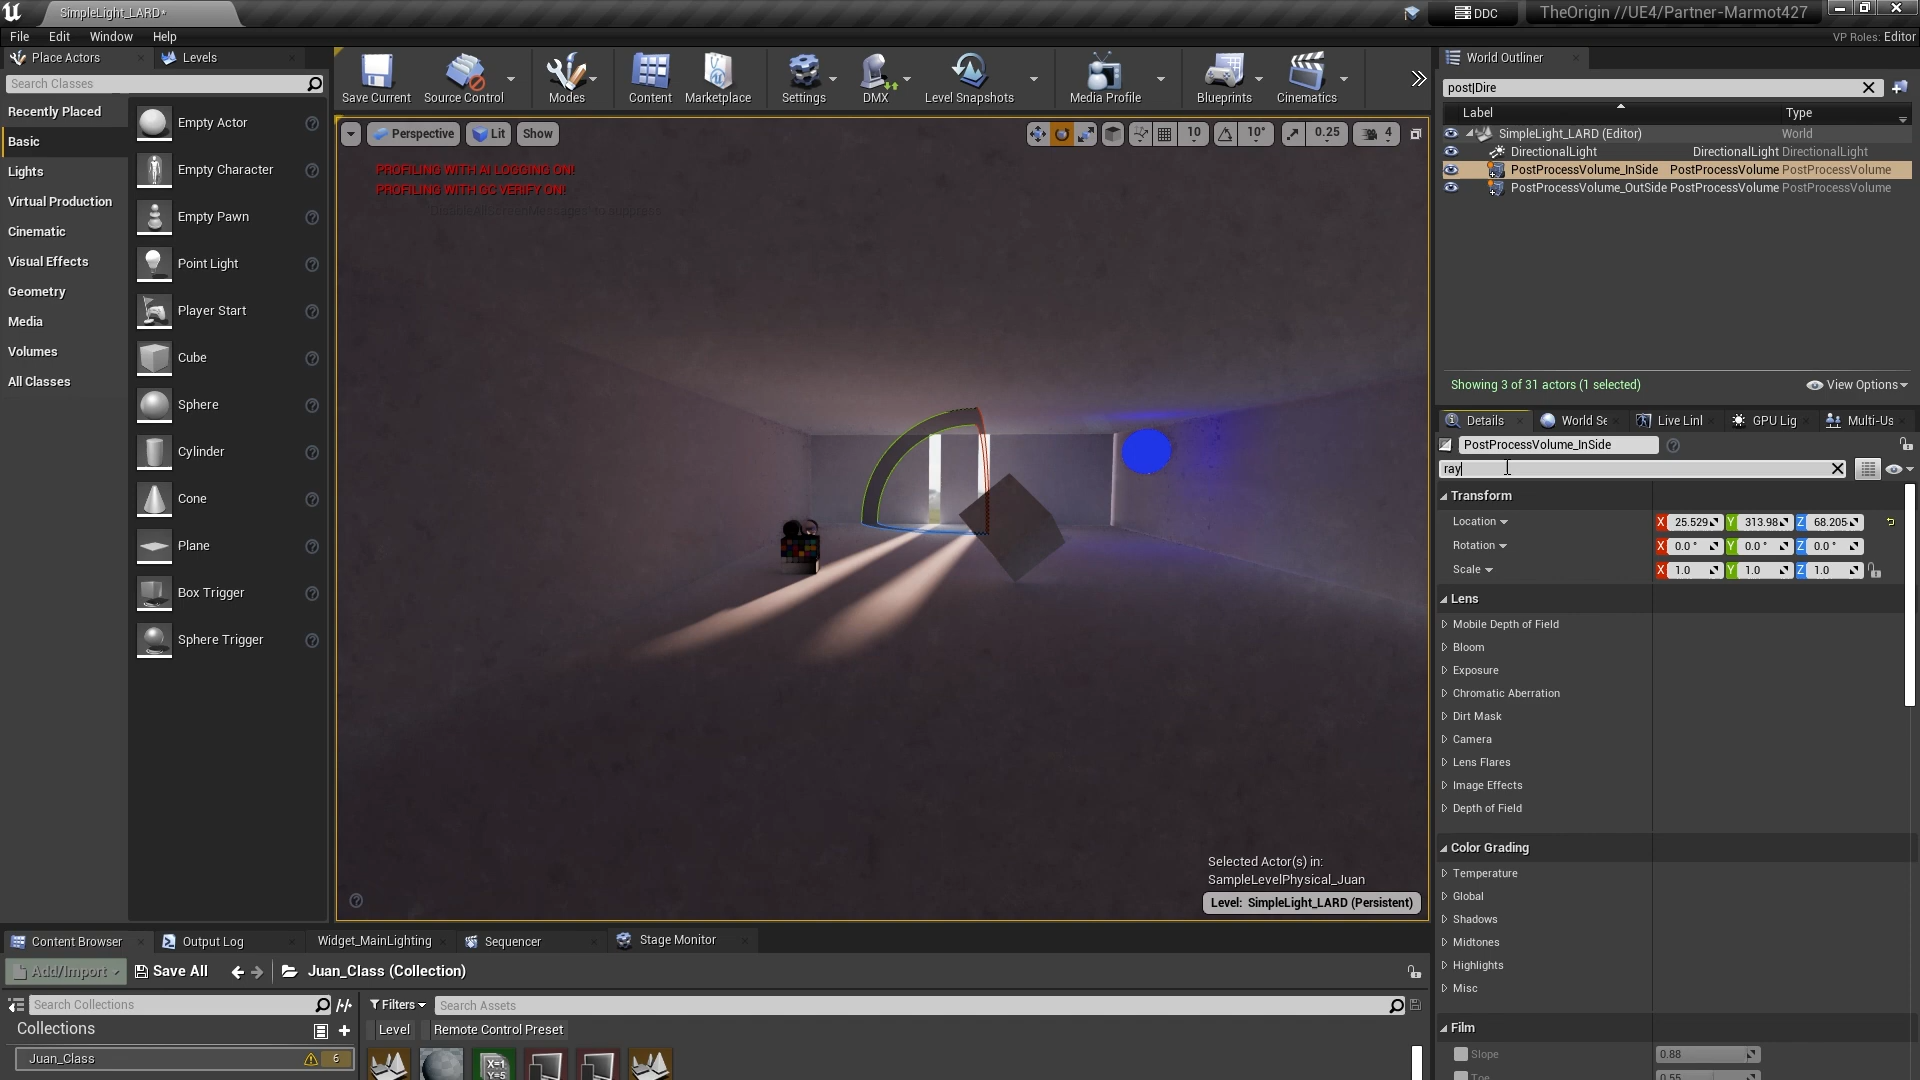 SimpleLight_LARD*
DDC
TheOrigin //UE4/Partner-Marmot427
File Edit Window Help
VP Roles: Editor
Place Actors
Levels
Search Classes
Recently Placed
Basic
Lights
Virtual Production
Cinematic
Visual Effects
Geometry
Media
Volumes
All Classes
Empty Actor
Empty Character
Empty Pawn
Point Light
Player Start
Cube
Sphere
Cylinder
Cone
Plane
Box Trigger
Sphere Trigger
Save Current
Source Control
Modes
Content
Marketplace
Settings
DMX
Level Snapshots
Media Profile
Blueprints
Cinematics
Perspective
Lit
Show
10
10°
0.25
4
PROFILING WITH AI LOGGING ON!
PROFILING WITH GC VERIFY ON!
Selected Actor(s) in:
SampleLevelPhysical_Juan
Level: SimpleLight_LARD (Persistent)
World Outliner
post|Dire
Label Type
SimpleLight_LARD (Editor) World
DirectionalLight DirectionalLight DirectionalLight
PostProcessVolume_InSide PostProcessVolume PostProcessVolume
PostProcessVolume_OutSide PostProcessVolume PostProcessVolume
Showing 3 of 31 actors (1 selected)
View Options
Details
World Se
Live Linl
GPU Lig
Multi-Us
PostProcessVolume_InSide
ray
Transform
Location X 25.529 Y 313.98 Z 68.205
Rotation X 0.0 ° Y 0.0 ° Z 0.0 °
Scale X 1.0 Y 1.0 Z 1.0
Lens
Mobile Depth of Field
Bloom
Exposure
Chromatic Aberration
Dirt Mask
Camera
Lens Flares
Image Effects
Depth of Field
Color Grading
Temperature
Global
Shadows
Midtones
Highlights
Misc
Film
Slope 0.88
Toe 0.55
Content Browser
Output Log
Widget_MainLighting
Sequencer
Stage Monitor
Add/Import
Save All
Juan_Class (Collection)
Search Collections
Filters
Search Assets
Collections
Level
Remote Control Preset
Juan_Class 6
X=1
Y=5